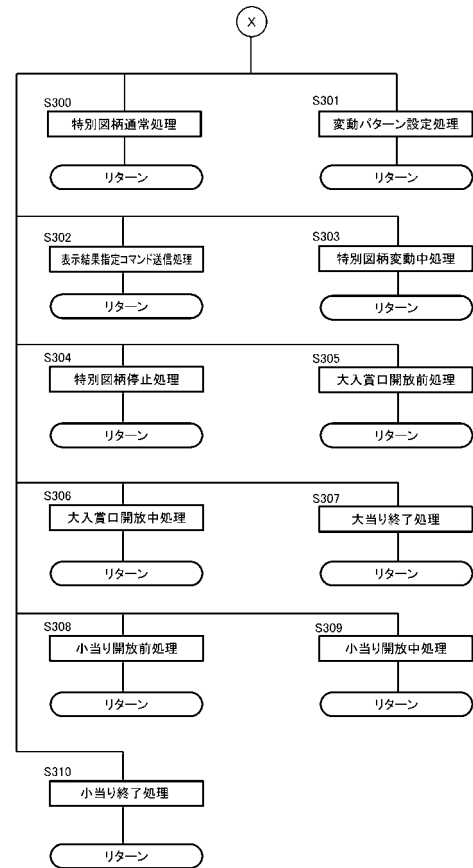 X
S300
特別図柄通常処理
リターン
S301
変動パターン設定処理
リターン
S302
表示結果指定コマンド送信処理
リターン
S303
特別図柄変動中処理
リターン
S304
特別図柄停止処理
リターン
S305
大入賞口開放前処理
リターン
S306
大入賞口開放中処理
リターン
S307
大当り終了処理
リターン
S308
小当り開放前処理
リターン
S309
小当り開放中処理
リターン
S310
小当り終了処理
リターン